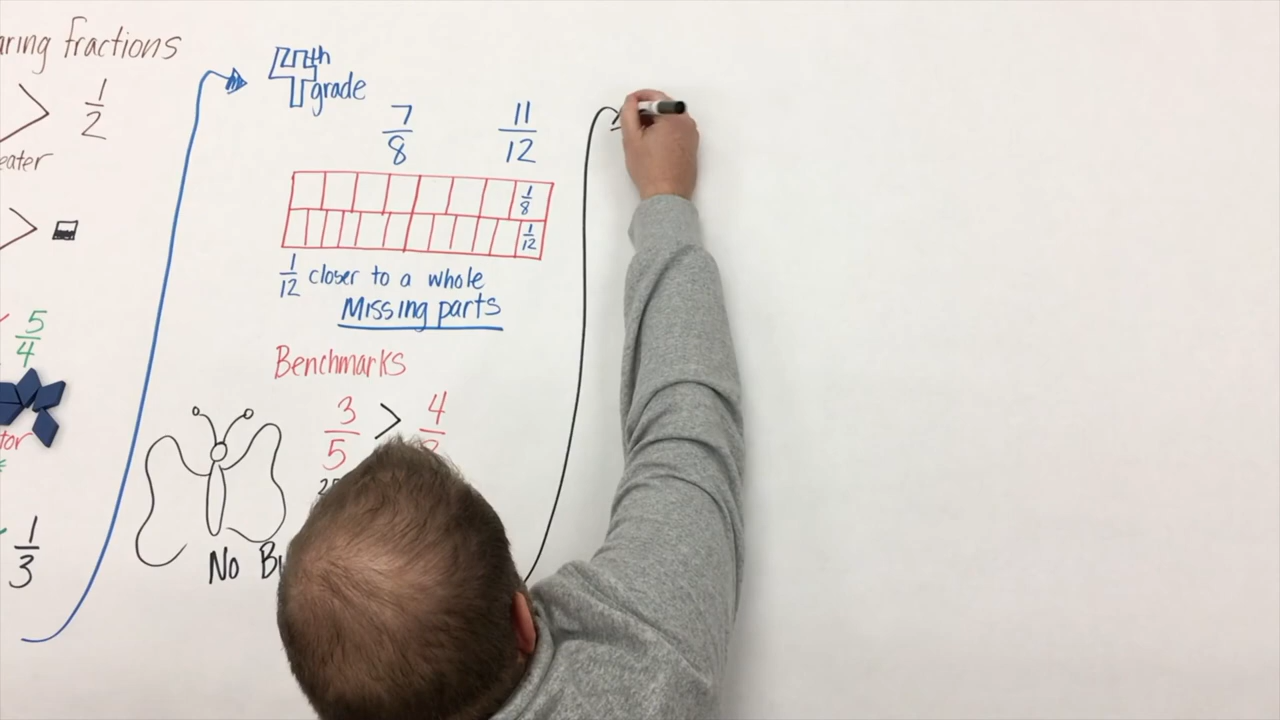 aring fractions
> 1/2
eater
>
5/4
tor
1/3
4th
grade
7/8 11/12
1/8
1/12
1/12 closer to a whole
Missing parts
Benchmarks
3/5 > 4
No